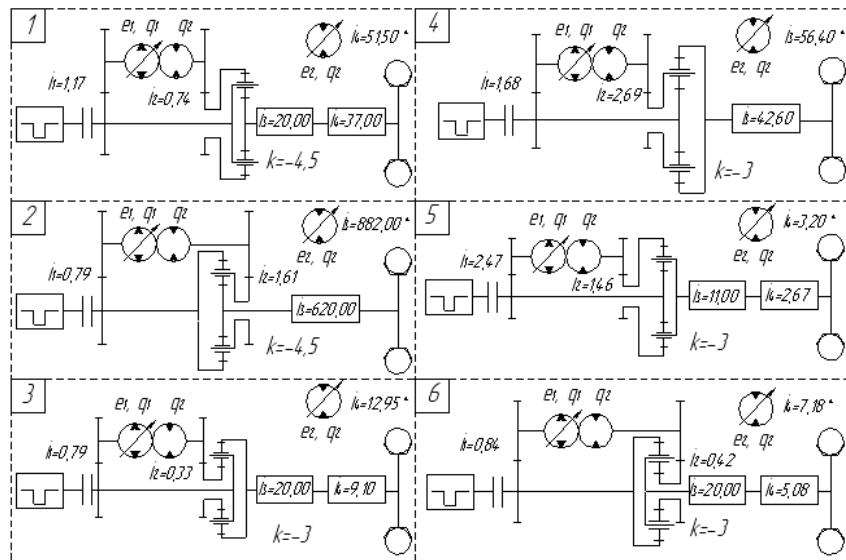 1
e1, q1 q2
i4=51,50 *
i1=1,17
e2, q2
i2=0,74
i3=20,00
i4=37,00
k=-4,5
4
e1, q1 q2
i3=56,40 *
i1=1,68
e2, q2
i2=2,69
i3=42,60
k=-3
2
e1, q1 q2
i3=882,00 *
i1=0,79
e2, q2
i2=1,61
i3=620,00
k=-4,5
5
e1, q1 q2
i4=3,20 *
i1=2,47
e2, q2
i2=1,46
i3=11,00
i4=2,67
k=-3
3
e1, q1 q2
i4=12,95 *
i1=0,79
e2, q2
i2=0,33
i3=20,00
i4=9,10
k=-3
6
e1, q1 q2
i4=7,18 *
i1=0,84
e2, q2
i2=0,42
i3=20,00
i4=5,08
k=-3